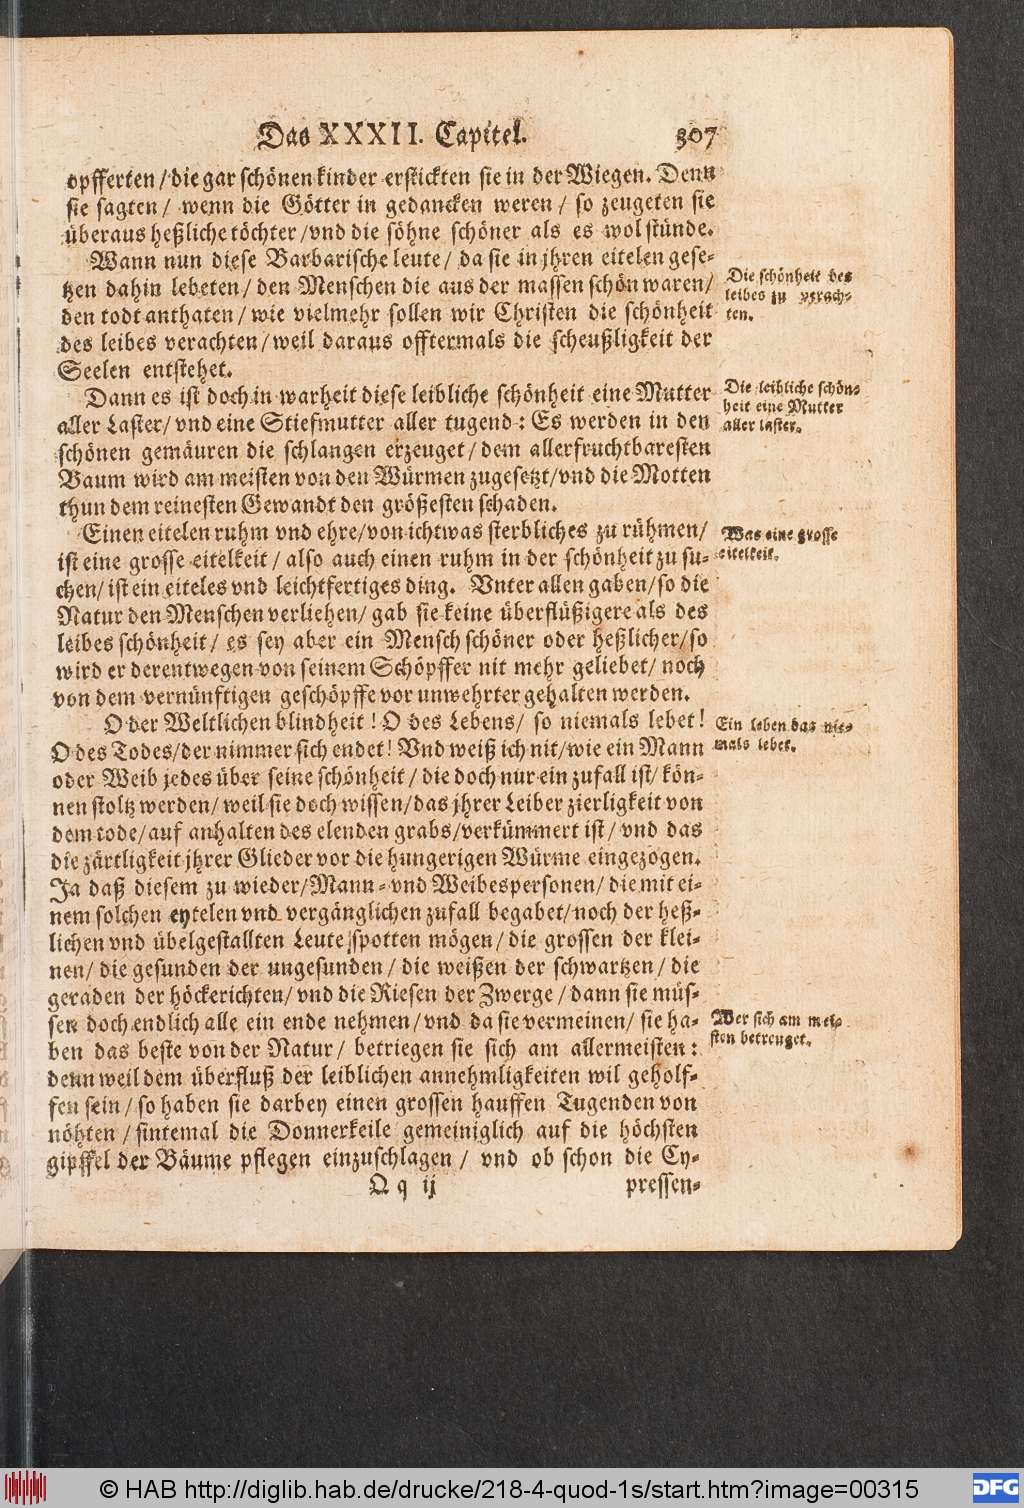 Das XXXII. Capitel. 307
opfferten / die gar schönen kinder erstickten sie in der Wiegen. Denn
sie sagten / wenn die Götter in gedancken weren / so zeugeten sie
überaus heßliche töchter / vnd die söhne schöner als es wol stünde.
Wann nun diese Barbarische leute / da sie in jhren eitelen gese-
tzen dahin lebeten / den Menschen die aus der massen schön waren /
den todt anthaten / wie vielmehr sollen wir Christen die schönheit
des leibes verachten / weil daraus offtermals die scheußligkeit der
Seelen entstehet.
Die schönheit des
leibes zu verach-
ten.
Dann es ist doch in warheit diese leibliche schönheit eine Mutter
aller Laster / vnd eine Stiefmutter aller tugend: Es werden in den
schönen gemäuren die schlangen erzeuget / dem allerfruchtbaresten
Baum wird am meisten von den Würmen zugesetzt / vnd die Motten
thun dem reinesten Gewandt den größesten schaden.
Die leibliche schön-
heit eine Mutter
aller laster.
Einen eitelen ruhm vnd ehre / von ichtwas sterbliches zu rühmen /
ist eine grosse eitelkeit / also auch einen ruhm in der schönheit zu su-
chen / ist ein eiteles vnd leichtfertiges ding. Vnter allen gaben / so die
Natur den Menschen verliehen / gab sie keine überflüßigere als des
leibes schönheit / es sey aber ein Mensch schöner oder heßlicher / so
wird er derentwegen von seinem Schöpffer nit mehr geliebet / noch
von dem vernünftigen geschöpffe vor unwehrter gehalten werden.
Was eine grosse
eitelkeit.
O der Weltlichen blindheit! O des Lebens / so niemals lebet!
O des Todes / der nimmer sich endet! Vnd weiß ich nit / wie ein Mann
oder Weib jedes über seine schönheit / die doch nur ein zufall ist / kön-
nen stoltz werden / weil sie doch wissen / das jhrer Leiber zierligkeit von
dem tode / auf anhalten des elenden grabs / verkümmert ist / vnd das
die zärtligkeit jhrer Glieder vor die hungerigen Würme eingezogen.
Ja daß diesem zu wieder / Mann- vnd Weibespersonen / die mit ei-
nem solchen eytelen vnd vergänglichen zufall begabet / noch der heß-
lichen vnd übelgestallten Leute spotten mögen / die grossen der klei-
nen / die gesunden der ungesunden / die weißen der schwartzen / die
geraden der höckerichten / vnd die Riesen der Zwerge / dann sie müs-
sen doch endlich alle ein ende nehmen / vnd da sie vermeinen / sie ha-
ben das beste von der Natur / betriegen sie sich am allermeisten:
denn weil dem überfluß der leiblichen annehmligkeiten wil geholf-
fen sein / so haben sie darbey einen grossen hauffen Tugenden von
nöhten / sintemal die Donnerkeile gemeiniglich auf die höchsten
gipffel der Bäume pflegen einzuschlagen / vnd ob schon die Cy-
Ein leben das nie-
mals lebet.
Wer sich am mei-
sten betreuget.
Q q ij pressen-
© HAB http://diglib.hab.de/drucke/218-4-quod-1s/start.htm?image=00315
DFG